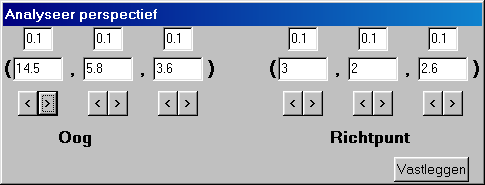 Analyseer perspectief
0.1 0.1 0.1 0.1 0.1 0.1
(14.5 , 5.8 , 3.6 ) (3 , 2 , 2.6 )
< > < > < > < > < > < >
Oog Richtpunt
Vastleggen